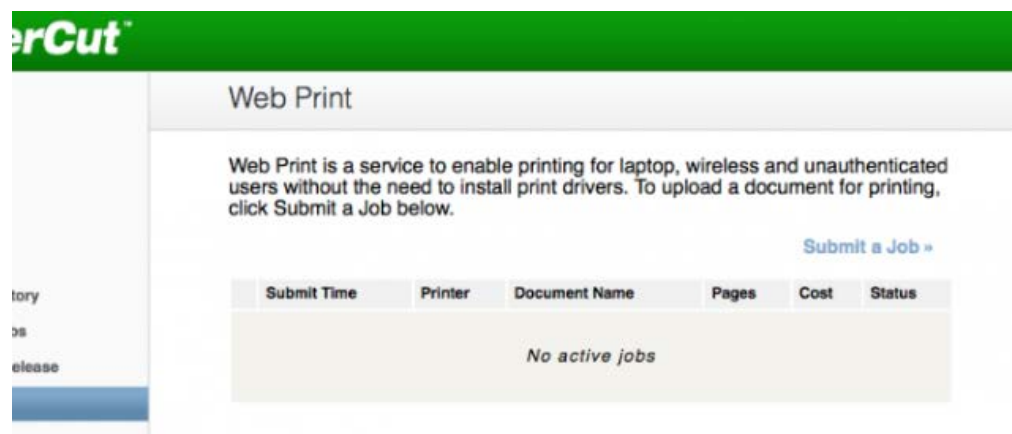 erCut™
Web Print
Web Print is a service to enable printing for laptop, wireless and unauthenticated
users without the need to install print drivers. To upload a document for printing,
click Submit a Job below.
Submit a Job »
Submit Time Printer Document Name Pages Cost Status
No active jobs
tory
os
elease